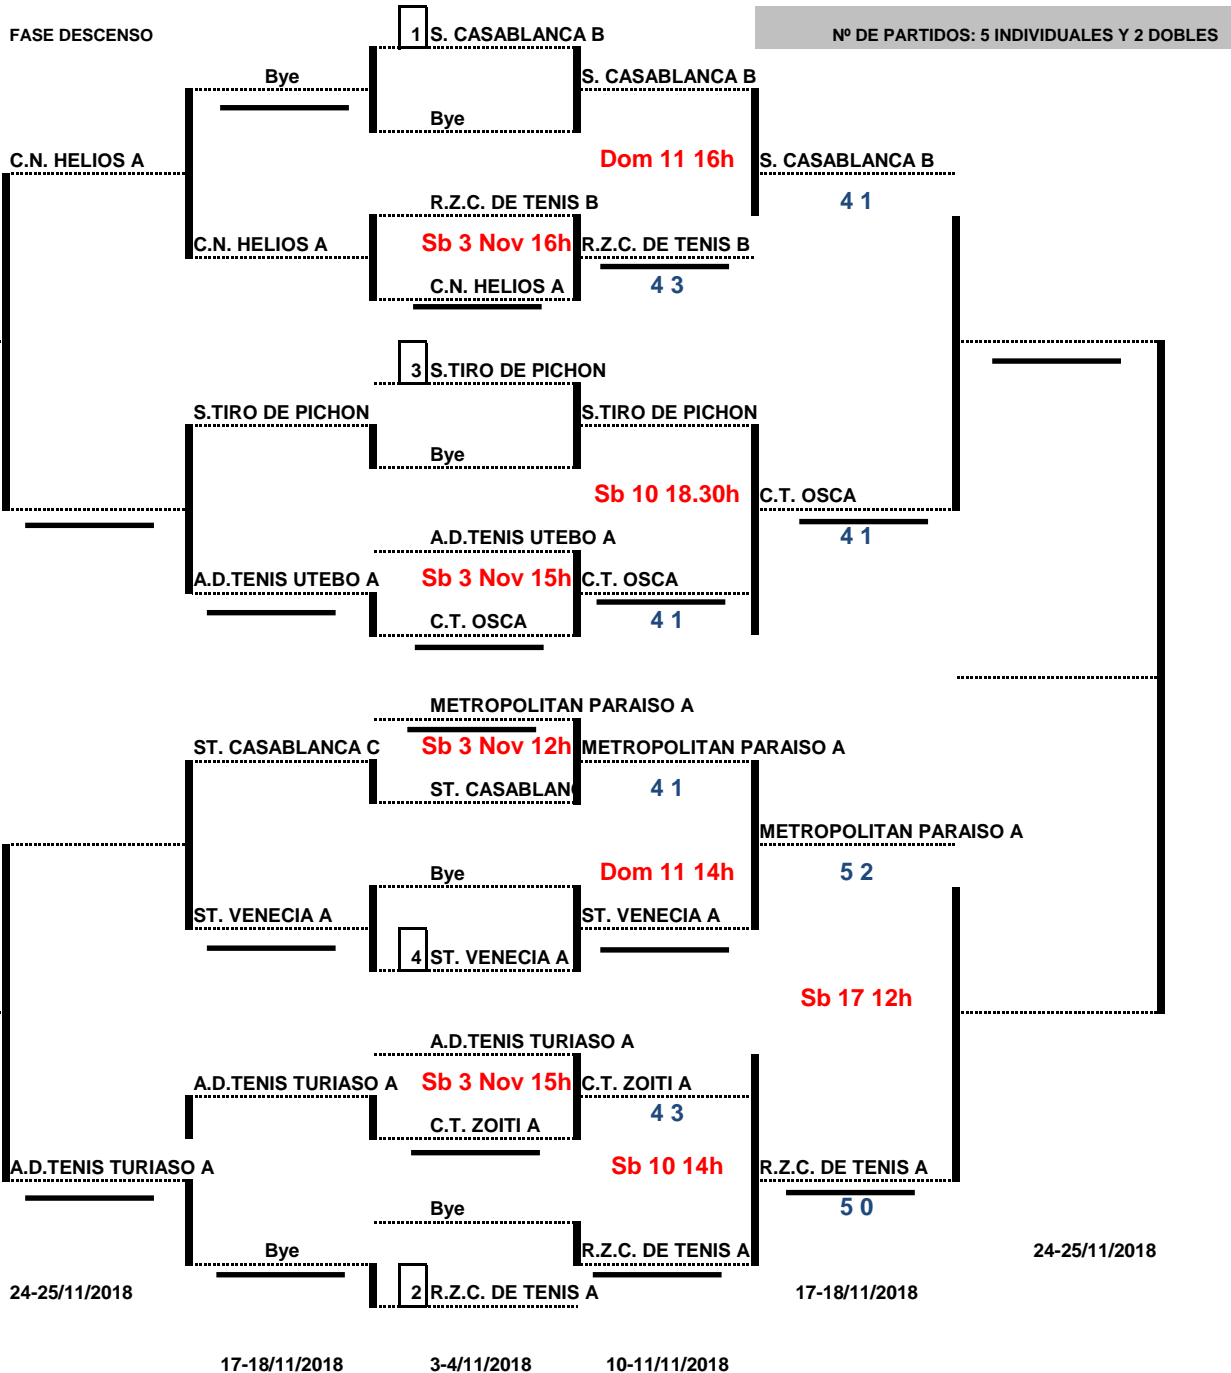 1 S. CASABLANCA B
FASE DESCENSO
Nº DE PARTIDOS: 5 INDIVIDUALES Y 2 DOBLES
Bye
S. CASABLANCA B
Bye
C.N. HELIOS A
Dom 11 16h
S. CASABLANCA B
R.Z.C. DE TENIS B
4 1
C.N. HELIOS A
Sb 3 Nov 16h
R.Z.C. DE TENIS B
C.N. HELIOS A
4 3
3 S.TIRO DE PICHON
S.TIRO DE PICHON
S.TIRO DE PICHON
Bye
Sb 10 18.30h
C.T. OSCA
A.D.TENIS UTEBO A
4 1
A.D.TENIS UTEBO A
Sb 3 Nov 15h
C.T. OSCA
C.T. OSCA
4 1
METROPOLITAN PARAISO A
ST. CASABLANCA C
Sb 3 Nov 12h
METROPOLITAN PARAISO A
ST. CASABLANC
4 1
METROPOLITAN PARAISO A
Bye
Dom 11 14h
5 2
ST. VENECIA A
ST. VENECIA A
4 ST. VENECIA A
Sb 17 12h
A.D.TENIS TURIASO A
A.D.TENIS TURIASO A
Sb 3 Nov 15h
C.T. ZOITI A
C.T. ZOITI A
4 3
A.D.TENIS TURIASO A
Sb 10 14h
R.Z.C. DE TENIS A
Bye
5 0
Bye
R.Z.C. DE TENIS A
24-25/11/2018
24-25/11/2018
2 R.Z.C. DE TENIS A
17-18/11/2018
17-18/11/2018
3-4/11/2018
10-11/11/2018